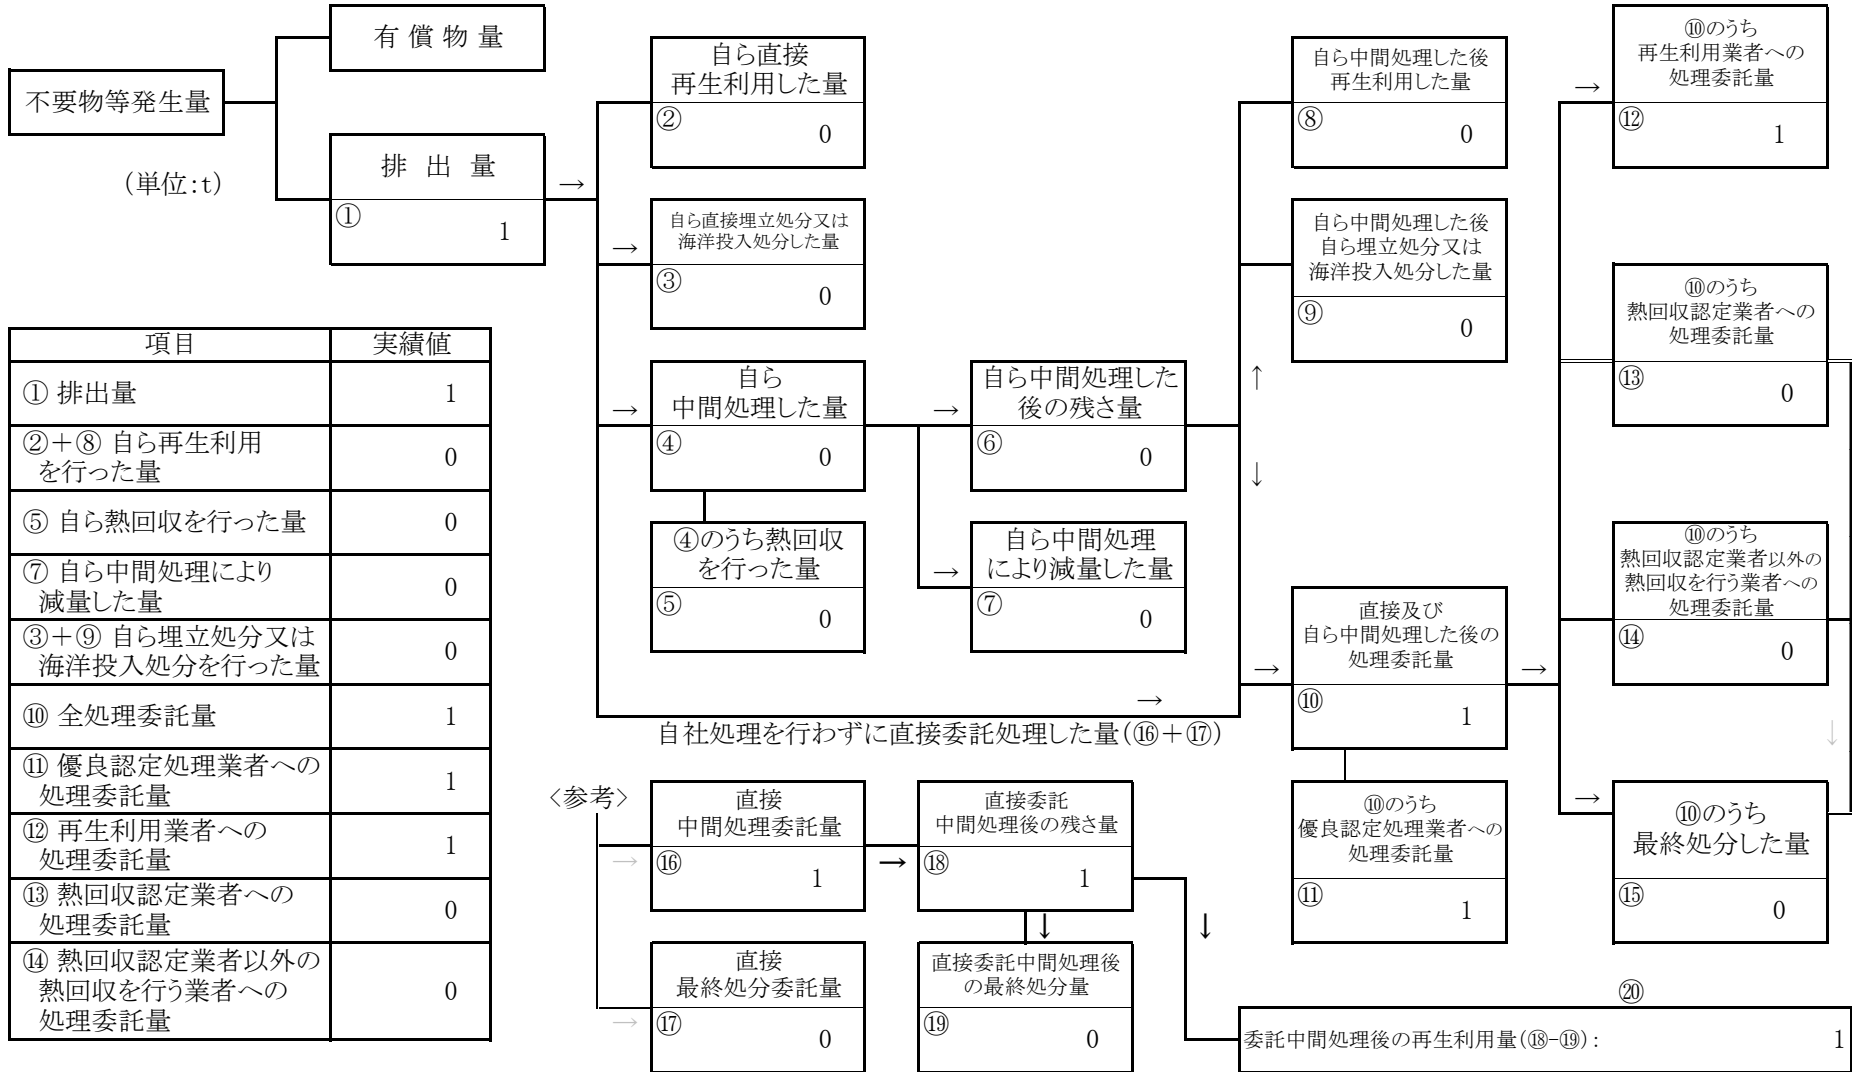 不要物等発生量
(単位:t)
有 償 物 量
排 出 量
①
1
→
自ら直接
再生利用した量
②
0
→
自ら直接埋立処分又は
海洋投入処分した量
③
0
→
自ら
中間処理した量
④
0
④のうち熱回収
を行った量
⑤
0
→
自ら中間処理した
後の残さ量
⑥
0
→
自ら中間処理
により減量した量
⑦
0
→
自社処理を行わずに直接委託処理した量(⑯+⑰)
↑
↓
自ら中間処理した後
再生利用した量
⑧
0
自ら中間処理した後
自ら埋立処分又は
海洋投入処分した量
⑨
0
→
直接及び
自ら中間処理した後の
処理委託量
⑩
1
⑩のうち
優良認定処理業者への
処理委託量
⑪
1
→
→
⑩のうち
再生利用業者への
処理委託量
⑫
1
⑩のうち
熱回収認定業者への
処理委託量
⑬
0
⑩のうち
熱回収認定業者以外の
熱回収を行う業者への
処理委託量
⑭
0
↓
→
⑩のうち
最終処分した量
⑮
0
項目 実績値
① 排出量 1
②+⑧ 自ら再生利用
を行った量 0
⑤ 自ら熱回収を行った量 0
⑦ 自ら中間処理により
減量した量 0
③+⑨ 自ら埋立処分又は
海洋投入処分を行った量 0
⑩ 全処理委託量 1
⑪ 優良認定処理業者への
処理委託量 1
⑫ 再生利用業者への
処理委託量 1
⑬ 熱回収認定業者への
処理委託量 0
⑭ 熱回収認定業者以外の
熱回収を行う業者への
処理委託量 0
<参考>
→
直接
中間処理委託量
⑯
1
→
直接
最終処分委託量
⑰
0
→
直接委託
中間処理後の残さ量
⑱
1
↓
直接委託中間処理後
の最終処分量
⑲
0
↓
⑳
委託中間処理後の再生利用量(⑱-⑲): 1